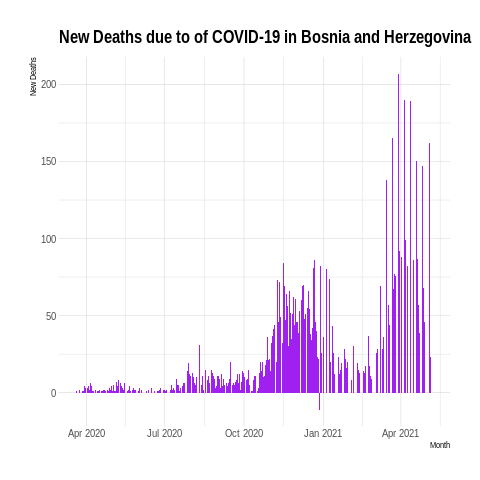 New Deaths due to of COVID-19 in Bosnia and Herzegovina
New Deaths
200
150
100
50
0
Apr 2020 Jul 2020 Oct 2020 Jan 2021 Apr 2021
Month